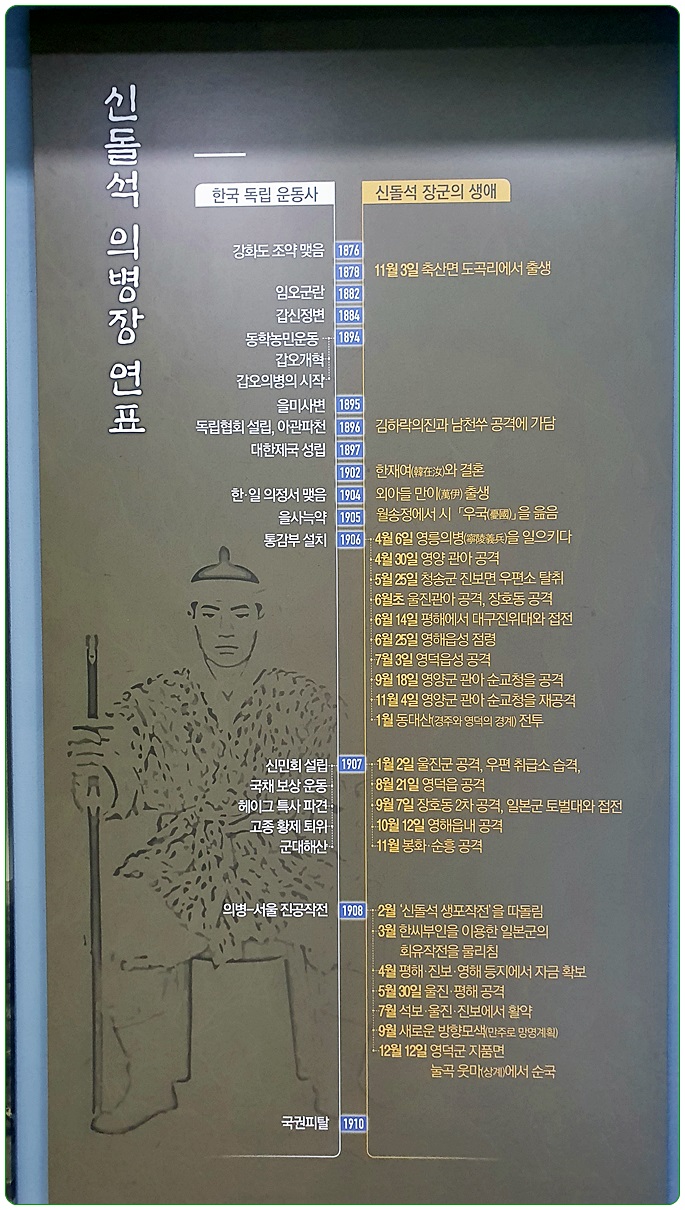 신돌석 의병장 연표
한국 독립 운동사
신돌석 장군의 생애
강화도 조약 맺음 1876
1878 11월 3일 축산면 도곡리에서 출생
임오군란 1882
갑신정변 1884
동학농민운동 1894
갑오개혁
갑오의병의 시작
을미사변 1895
독립협회 설립, 아관파천 1896 김하락의진과 남천쑤 공격에 가담
대한제국 성립 1897
1902 한재여(韓在汝)와 결혼
한·일 의정서 맺음 1904 외아들 만이(萬伊) 출생
을사늑약 1905 월송정에서 시 「우국(憂國)」을 읊음
통감부 설치 1906 4월 6일 영릉의병(寧陵義兵)을 일으키다
4월 30일 영양 관아 공격
5월 25일 청송군 진보면 우편소 탈취
6월초 울진관아 공격, 장호동 공격
6월 14일 평해에서 대구진위대와 접전
6월 25일 영해읍성 점령
7월 3일 영덕읍성 공격
9월 18일 영양군 관아 순교청을 공격
11월 4일 영양군 관아 순교청을 재공격
1월 동대산(경주와 영덕의 경계) 전투
신민회 설립 1907 1월 2일 울진군 공격, 우편 취급소 습격,
국채 보상 운동 8월 21일 영덕읍 공격
헤이그 특사 파견 9월 7일 장호동 2차 공격, 일본군 토벌대와 접전
고종 황제 퇴위 10월 12일 영해읍내 공격
군대해산 11월 봉화·순흥 공격
의병-서울 진공작전 1908 2월 '신돌석 생포작전'을 따돌림
3월 한씨부인을 이용한 일본군의
회유작전을 물리침
4월 평해·진보·영해 등지에서 자금 확보
5월 30일 울진·평해 공격
7월 석보·울진·진보에서 활약
9월 새로운 방향모색(만주로 망명계획)
12월 12일 영덕군 지품면
눌곡 웃마(상계)에서 순국
국권피탈 1910